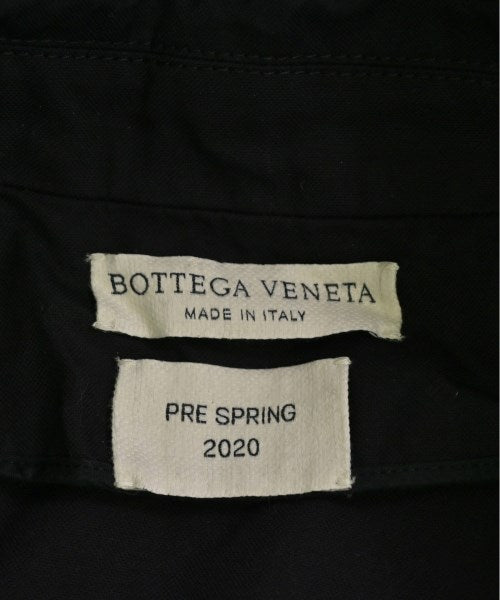 BOTTEGA VENETA
MADE IN ITALY
PRE SPRING
2020